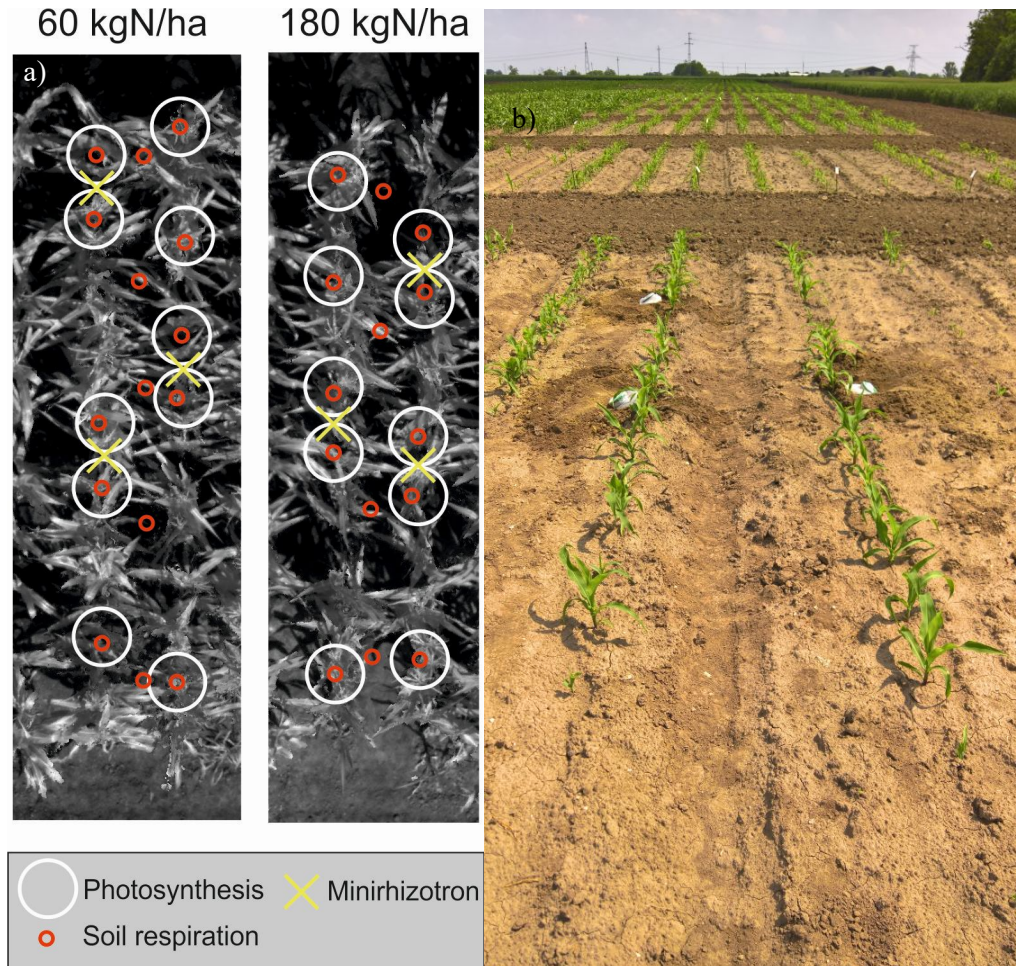 60 kgN/ha
180 kgN/ha
a)
b)
Photosynthesis
Minirhizotron
Soil respiration